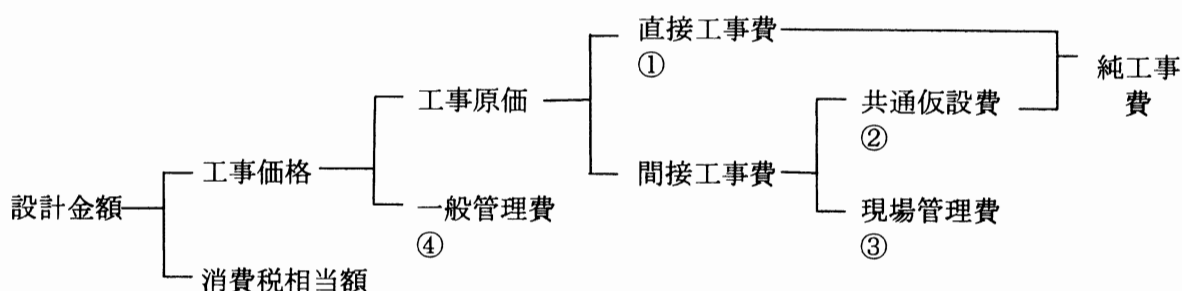 直接工事費
①
純工事
費
工事原価
共通仮設費
②
工事価格
間接工事費
設計金額
一般管理費
④
現場管理費
③
消費税相当額